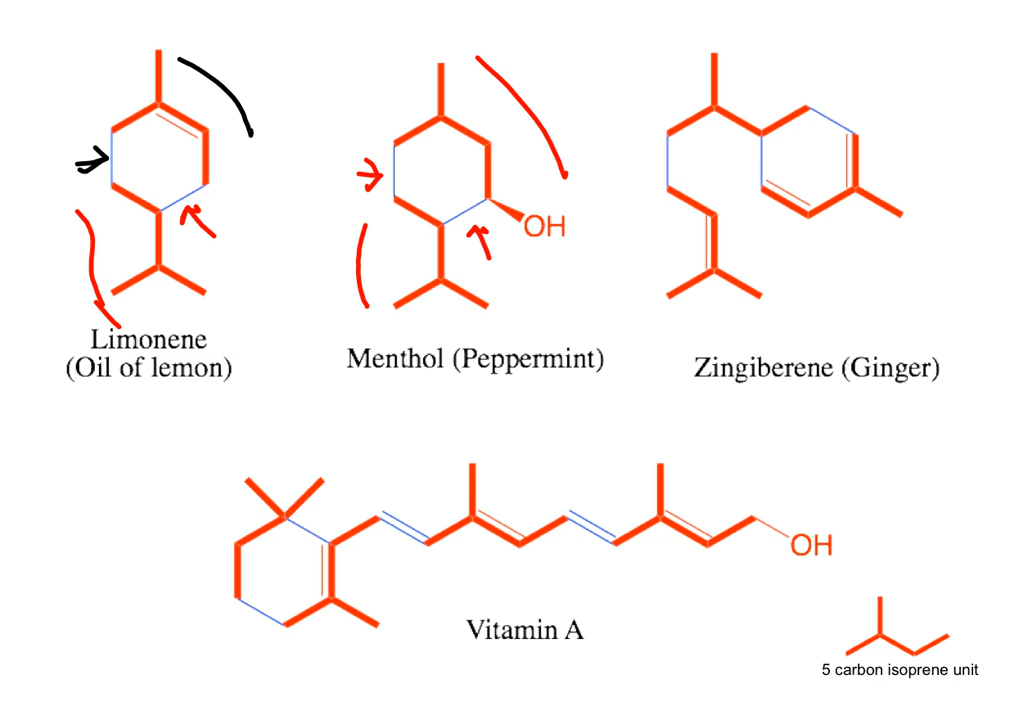 OH
Limonene
(Oil of lemon)
Menthol (Peppermint)
Zingiberene (Ginger)
OH
Vitamin A
5 carbon isoprene unit